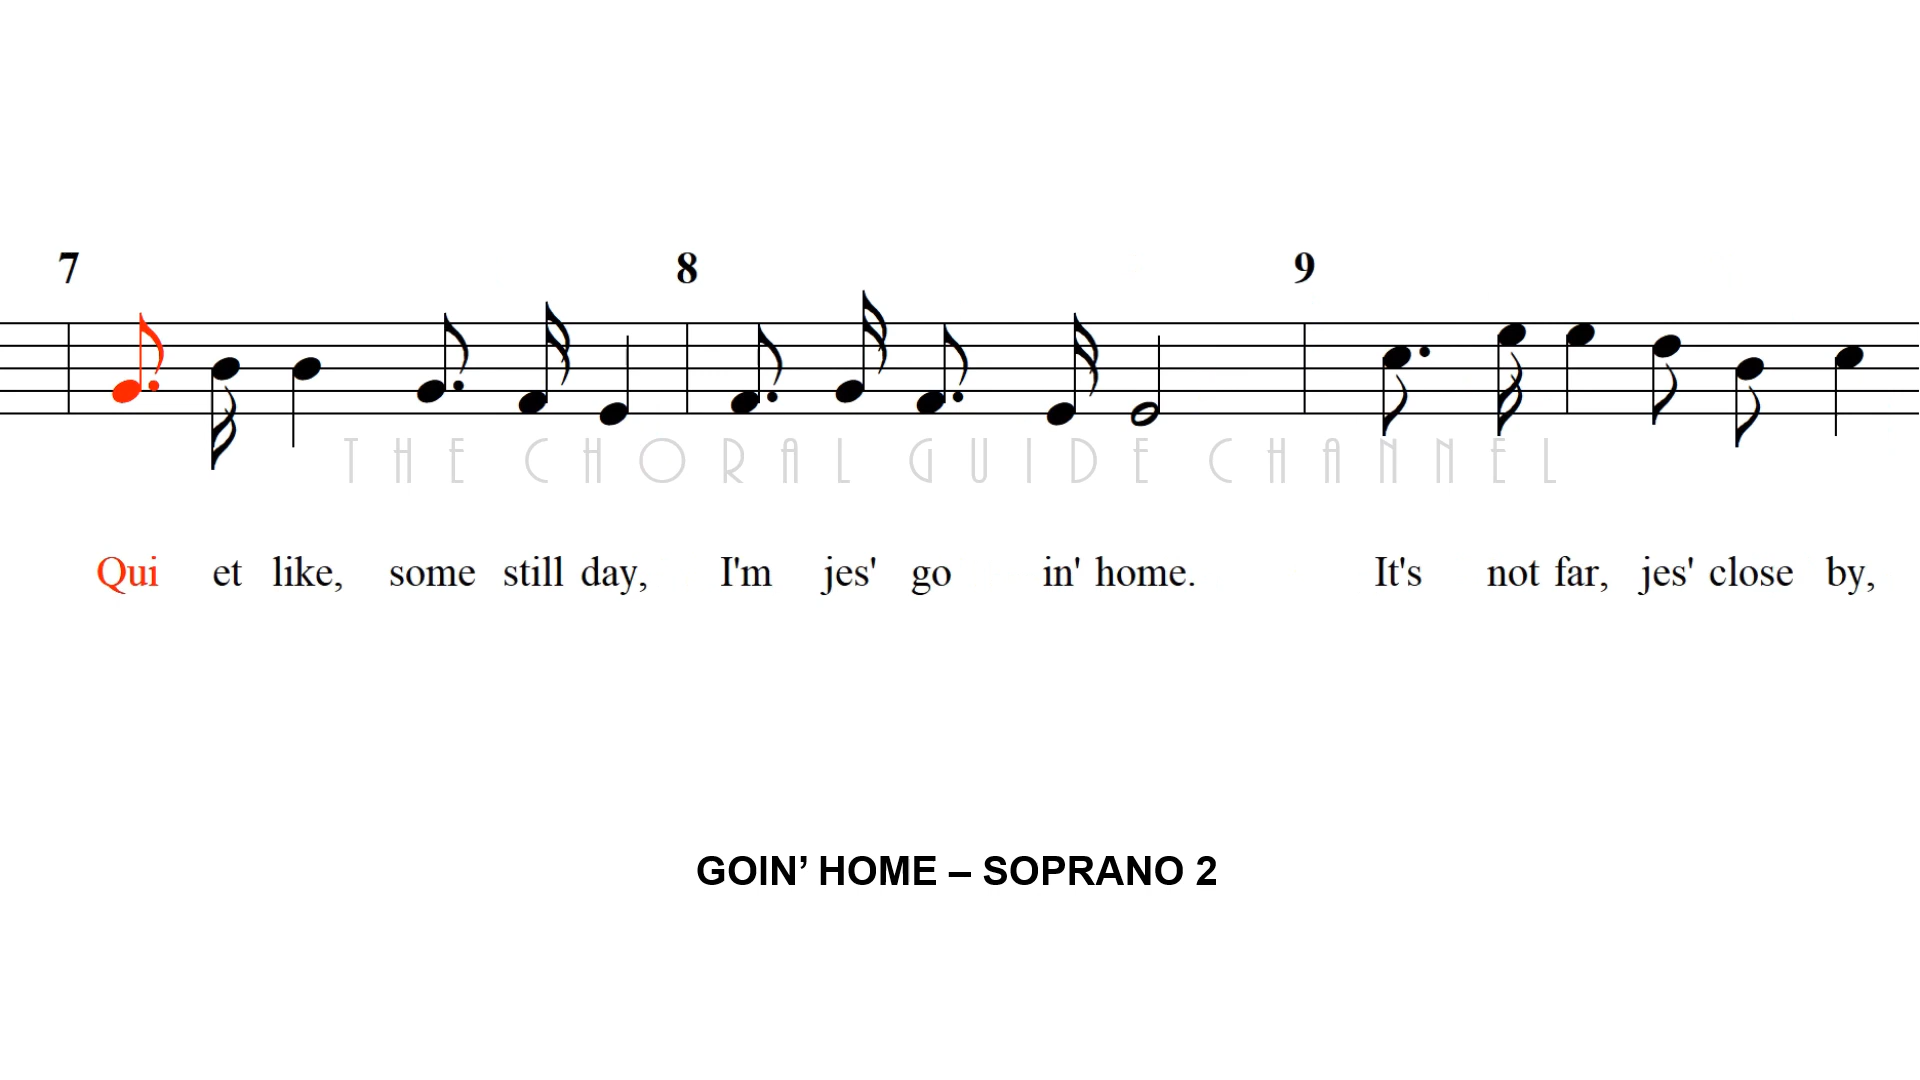 7 8 9
THE CHORAL GUIDE CHANNEL
Qui et like, some still day, I'm jes' go in' home. It's not far, jes' close by,
GOIN’ HOME – SOPRANO 2